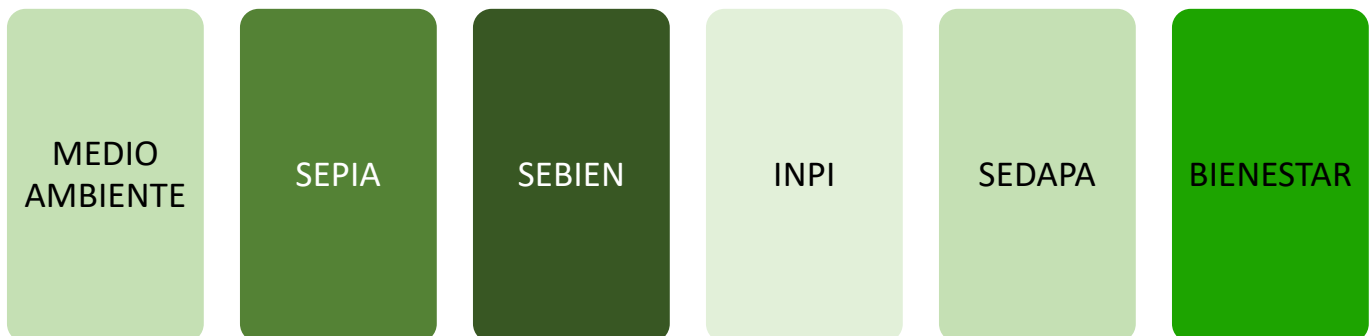 MEDIO
AMBIENTE
SEPIA
SEBIEN
INPI
SEDAPA
BIENESTAR